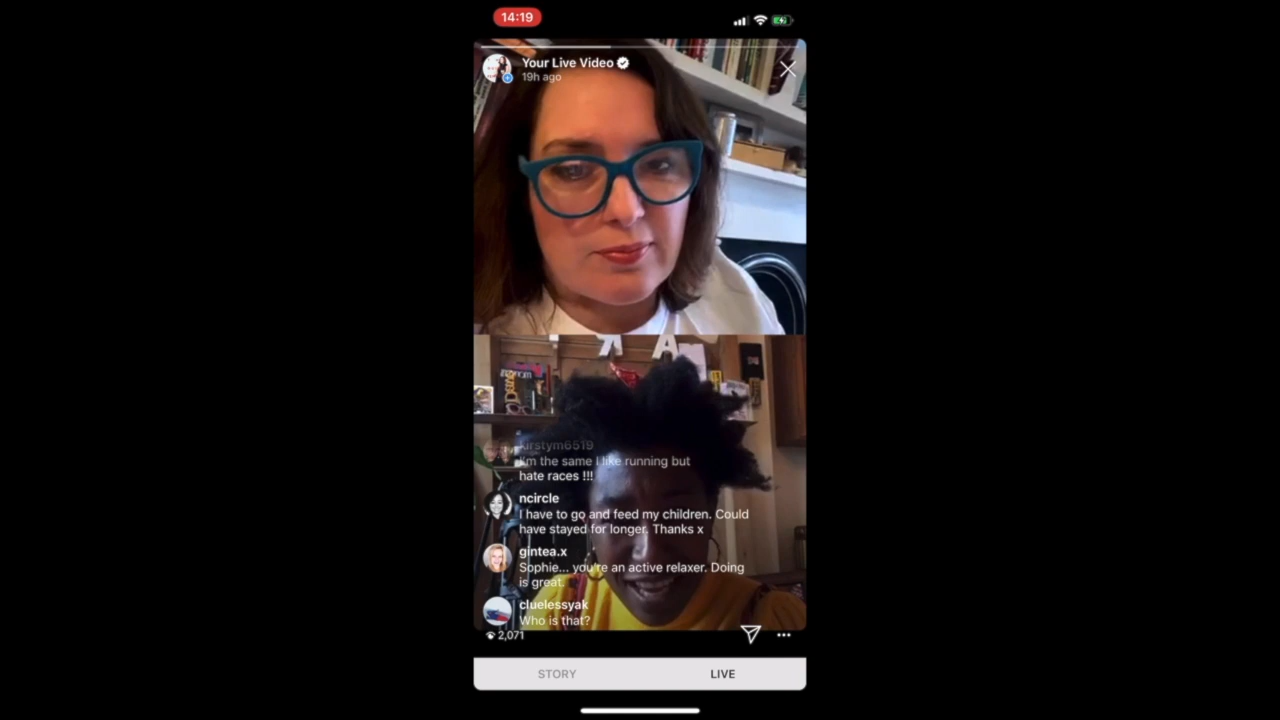 14:19
Your Live Video
19h ago
kirstym6519
I'm the same I like running but
hate races !!!
ncircle
I have to go and feed my children. Could
have stayed for longer. Thanks x
gintea.x
Sophie... you're an active relaxer. Doing
is great.
cluelessyak
Who is that?
2,071
STORY
LIVE